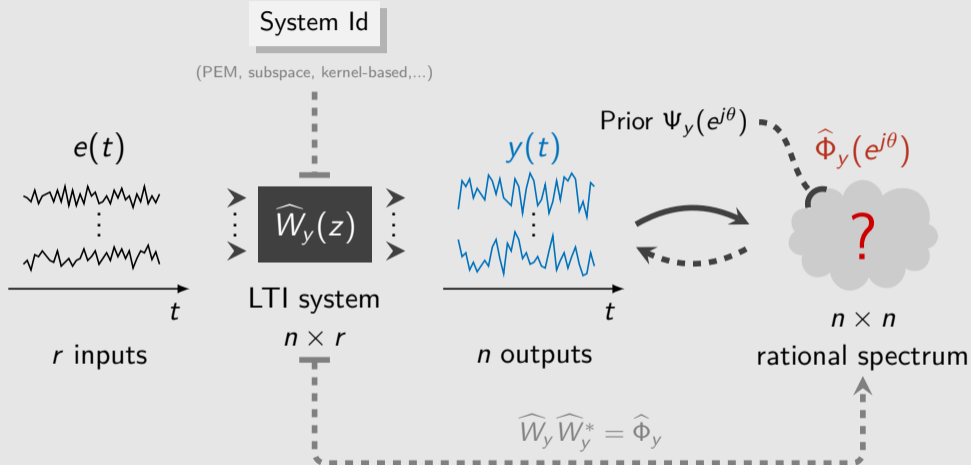 System Id
(PEM, subspace, kernel-based,...)
Prior Ψ_y(e^{jθ})
e(t)
y(t)
Φ̂_y(e^{jθ})
⋮
Ŵ_y(z)
⋮
?
t
LTI system
t
n × r
n × n
r inputs
n outputs
rational spectrum
Ŵ_y Ŵ_y^* = Φ̂_y